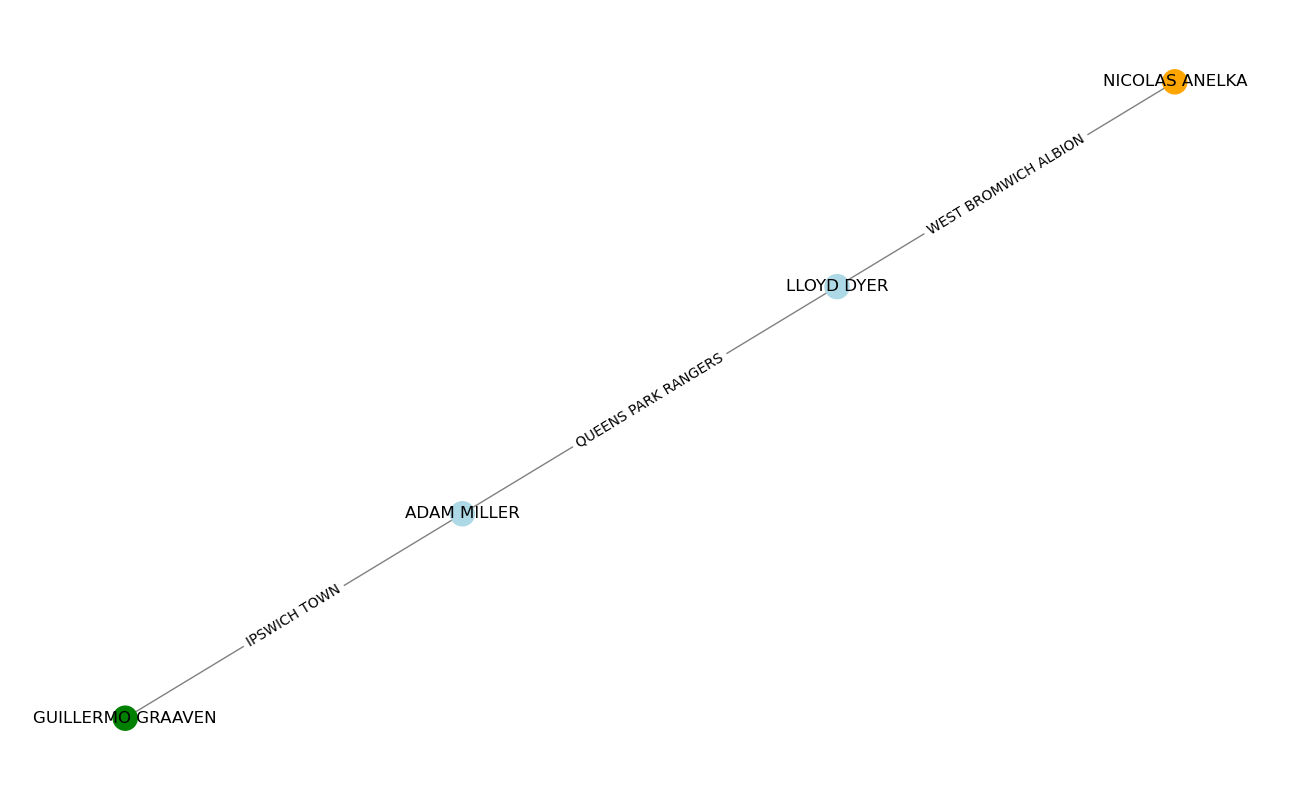 NICOLAS ANELKA
WEST BROMWICH ALBION
LLOYD DYER
QUEENS PARK RANGERS
ADAM MILLER
IPSWICH TOWN
GUILLERMO GRAAVEN